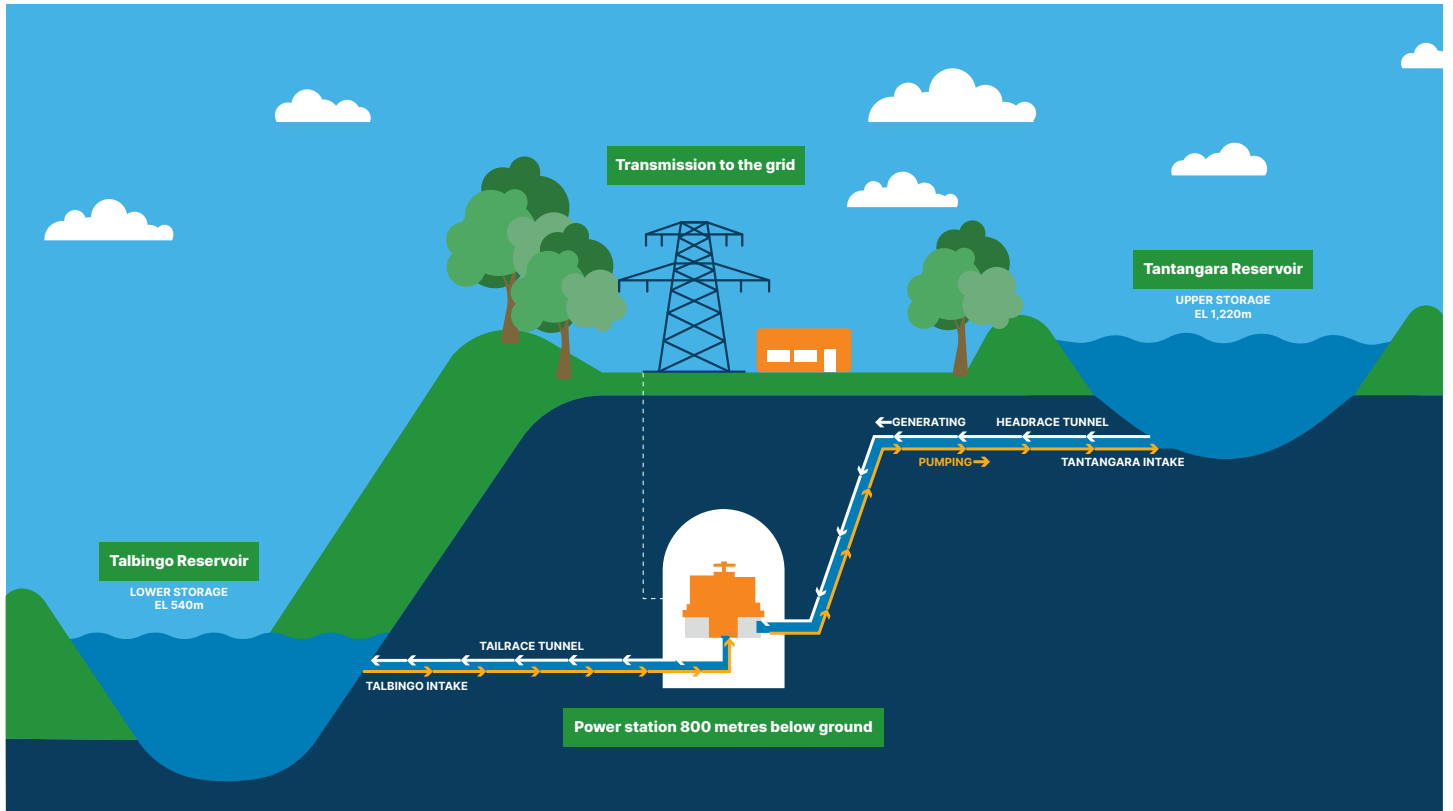 Transmission to the grid
Tantangara Reservoir
UPPER STORAGE
EL 1,220m
GENERATING
HEADRACE TUNNEL
PUMPING
TANTANGARA INTAKE
Talbingo Reservoir
LOWER STORAGE
EL 540m
TAILRACE TUNNEL
TALBINGO INTAKE
Power station 800 metres below ground